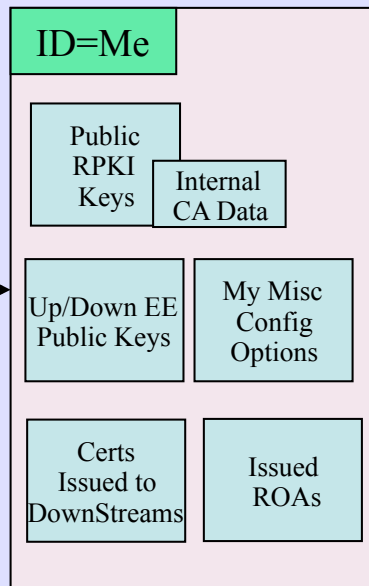 ID=Me
Public
RPKI
Keys
Internal
CA Data
Up/Down EE
Public Keys
My Misc
Config
Options
Certs
Issued to
DownStreams
Issued
ROAs